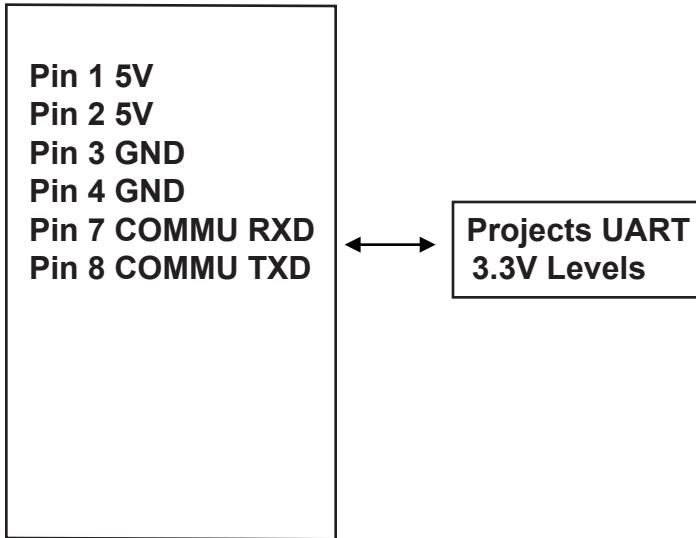 Pin 1 5V
Pin 2 5V
Pin 3 GND
Pin 4 GND
Pin 7 COMMU RXD
Pin 8 COMMU TXD
Projects UART
3.3V Levels